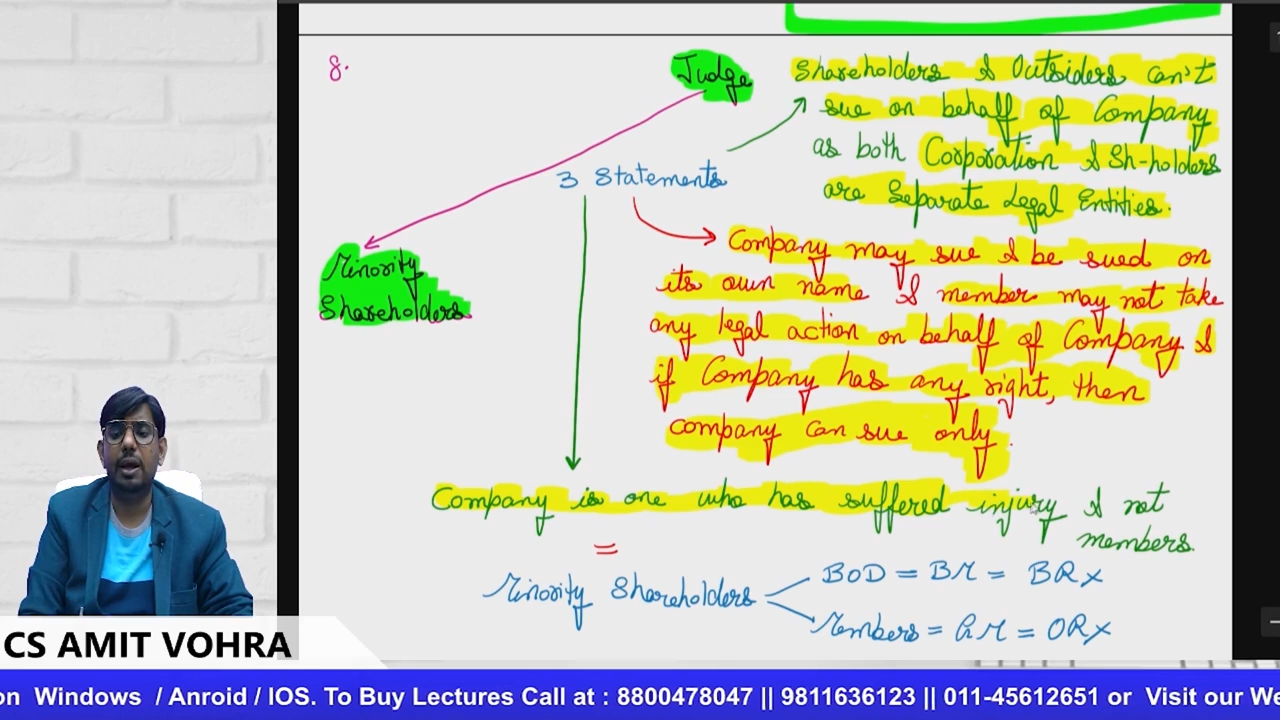 8.
Judge
Shareholders & Outsiders can't
sue on behalf of Company
as both Corporation & Sh-holders
are Separate Legal Entities.
3 Statements
Company may sue & be sued on
its own name & member may not take
any legal action on behalf of Company &
if Company has any right, then
company can sue only.
Minority
Shareholders
Company is one who has suffered injury & not
members.
=
Minority Shareholders
BOD = BM = BRX
Members = GM = ORX
CS AMIT VOHRA
on Windows / Anroid / IOS. To Buy Lectures Call at : 8800478047 || 9811636123 || 011-45612651 or Visit our We